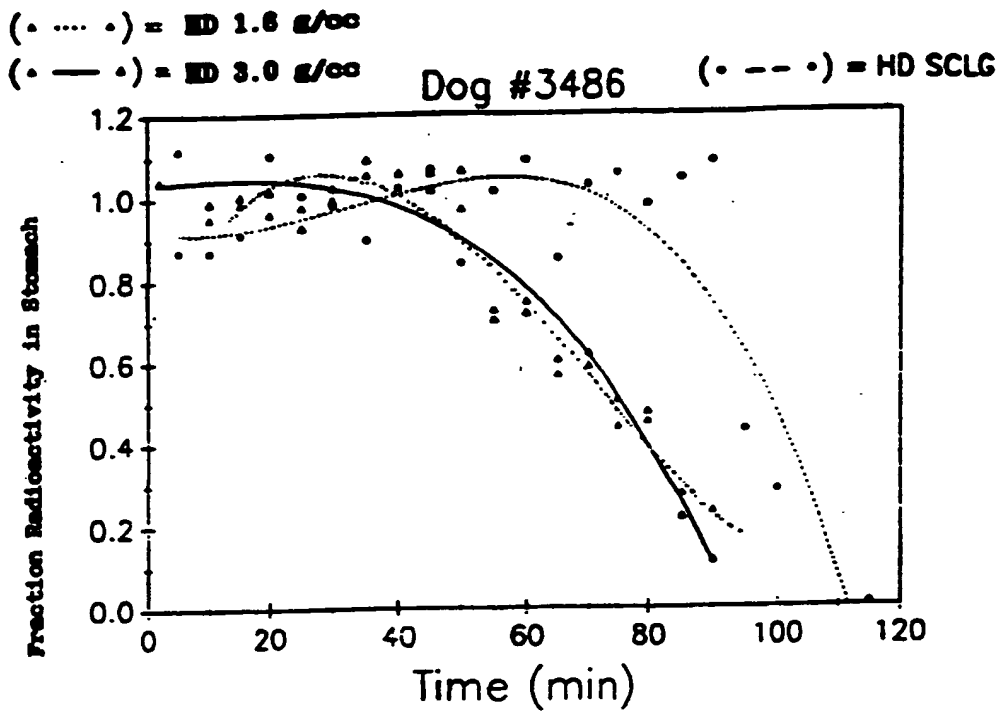 (▴ ····· ▴) = HD 1.6 g/cc
(▴ —— ▴) = HD 3.0 g/cc
Dog #3486
(• – – – •) = HD SCLG
Fraction Radioactivity in Stomach
1.2
1.0
0.8
0.6
0.4
0.2
0.0
0 20 40 60 80 100 120
Time (min)